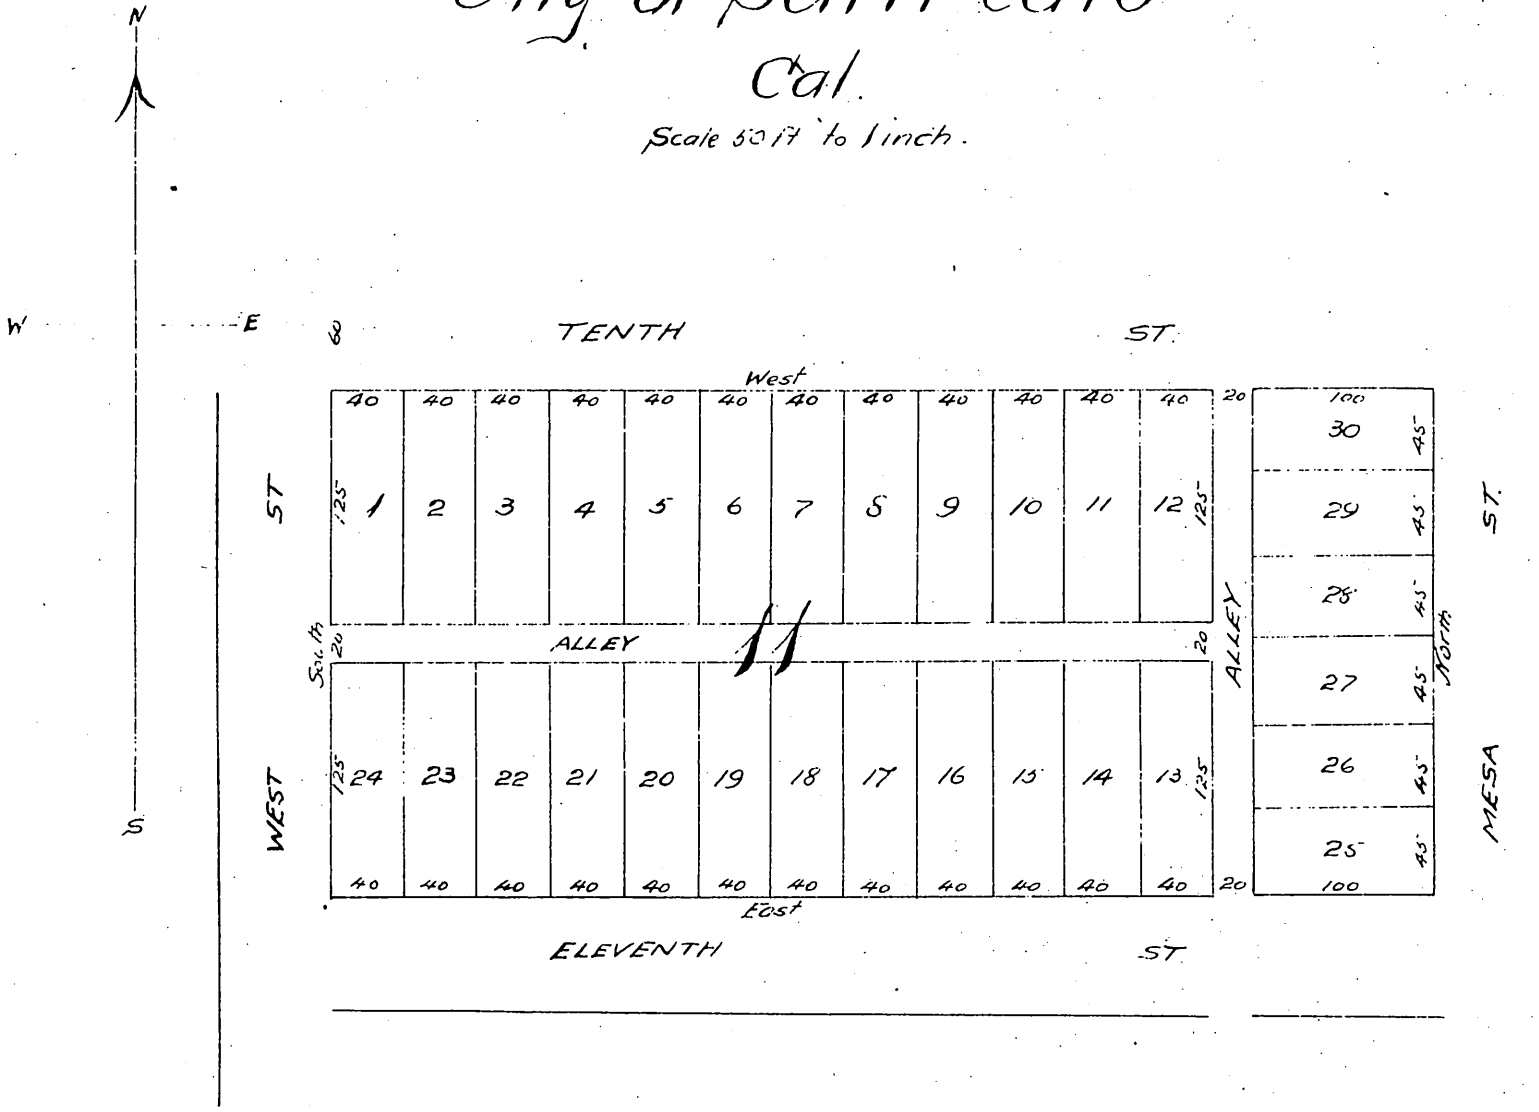 N
City of
Cal.
Scale 50 ft to 1 inch.
W E
60 TENTH ST.
West
40 40 40 40 40 40 40 40 40 40 40 40 20 100
30 45
ST
125 1 2 3 4 5 6 7 8 9 10 11 12 125
29 45
ST.
28 45
South 20 ALLEY 11 20 ALLEY
North
27 45
WEST
125 24 23 22 21 20 19 18 17 16 15 14 13 125
26 45
MESA
25 45
40 40 40 40 40 40 40 40 40 40 40 40 20 100
East
S
ELEVENTH ST